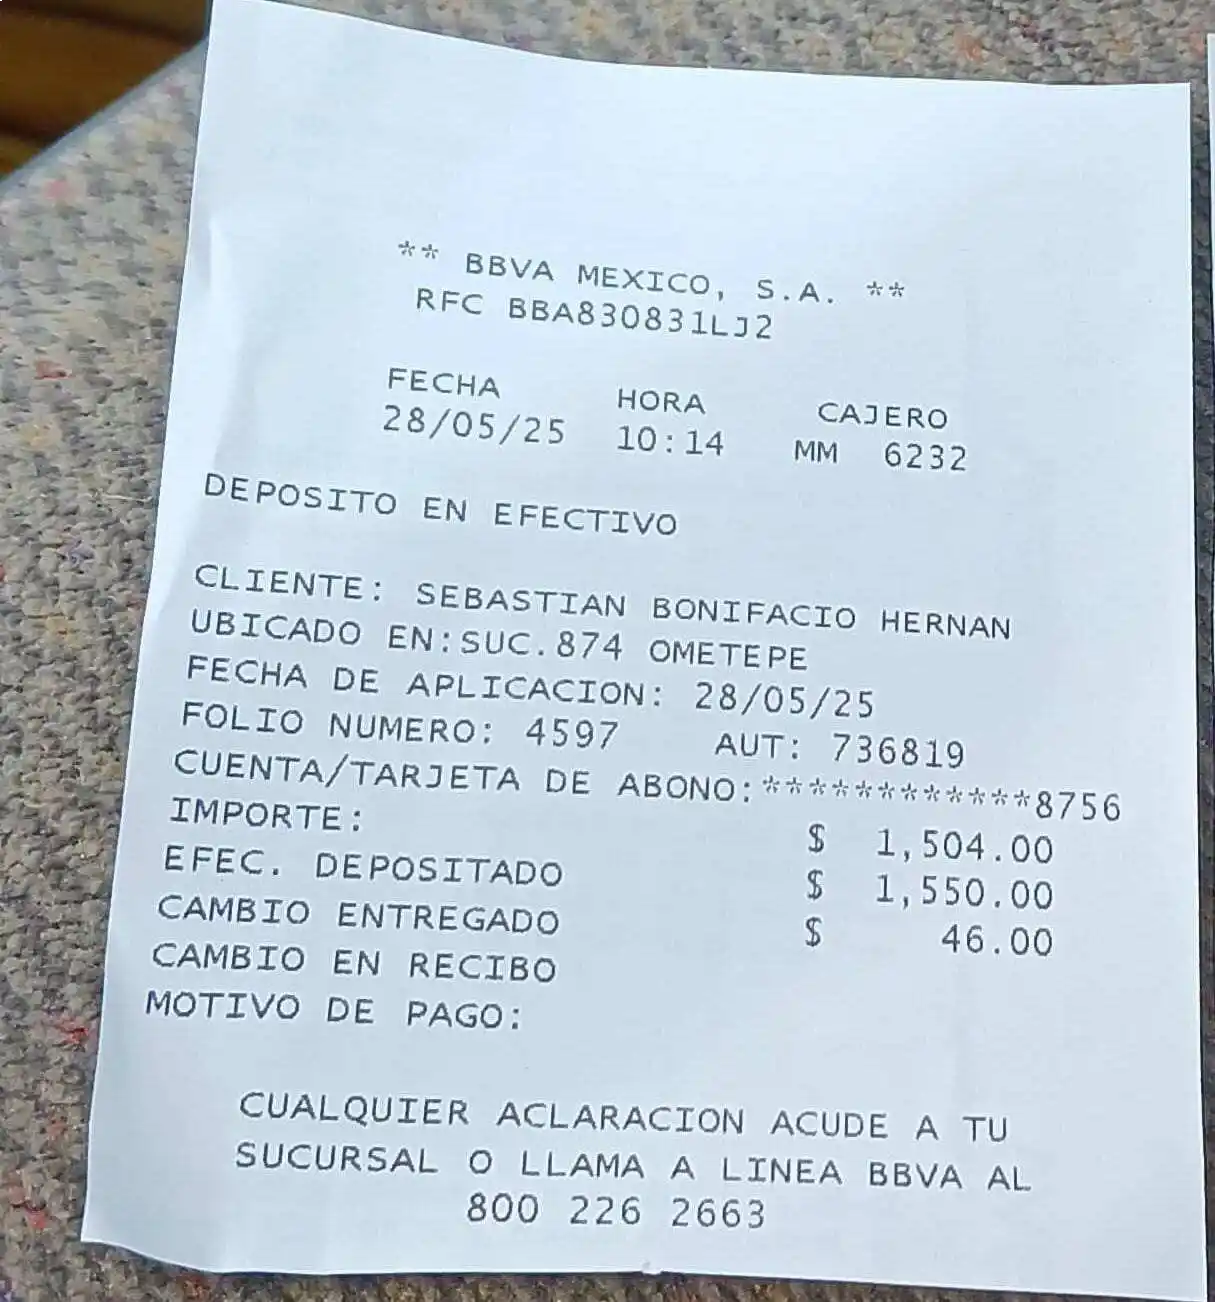 ** BBVA MEXICO, S.A. **
RFC BBA830831LJ2
FECHA HORA CAJERO
28/05/25 10:14 MM 6232
DEPOSITO EN EFECTIVO
CLIENTE: SEBASTIAN BONIFACIO HERNAN
UBICADO EN:SUC.874 OMETEPE
FECHA DE APLICACION: 28/05/25
FOLIO NUMERO: 4597 AUT: 736819
CUENTA/TARJETA DE ABONO:************8756
IMPORTE: $ 1,504.00
EFEC. DEPOSITADO $ 1,550.00
CAMBIO ENTREGADO $ 46.00
CAMBIO EN RECIBO
MOTIVO DE PAGO:
CUALQUIER ACLARACION ACUDE A TU
SUCURSAL O LLAMA A LINEA BBVA AL
800 226 2663